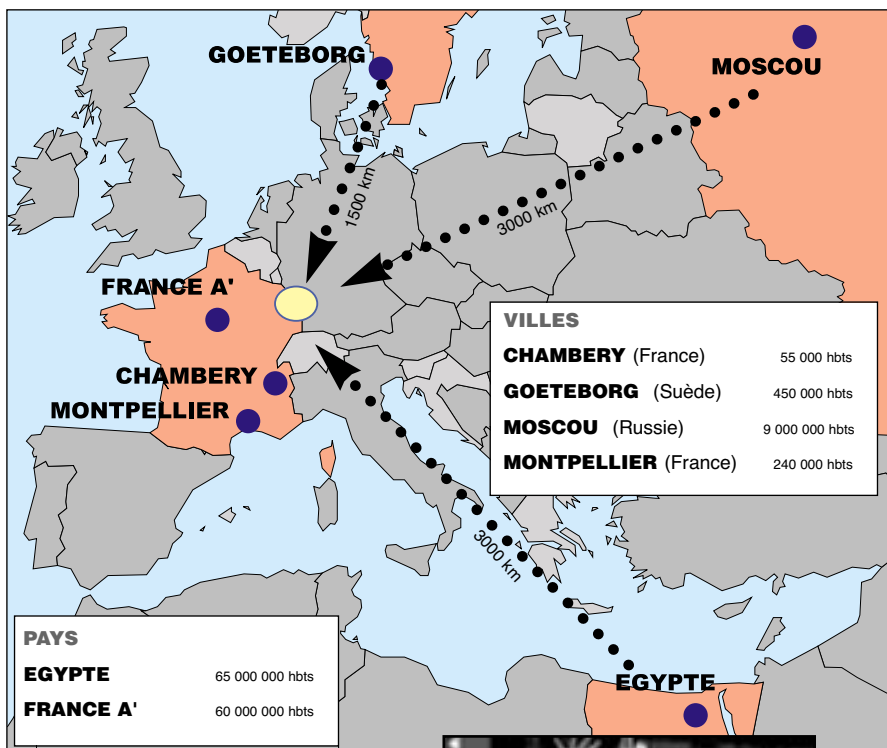 GOETEBORG
MOSCOU
1500 km
3000 km
FRANCE A'
CHAMBERY
MONTPELLIER
VILLES
CHAMBERY (France) 55 000 hbts
GOETEBORG (Suède) 450 000 hbts
MOSCOU (Russie) 9 000 000 hbts
MONTPELLIER (France) 240 000 hbts
3000 km
PAYS
EGYPTE 65 000 000 hbts
FRANCE A' 60 000 000 hbts
EGYPTE